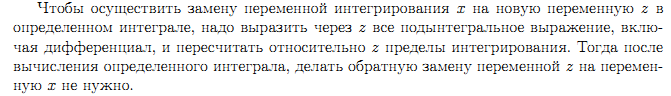 Чтобы осуществить замену переменной интегрирования x на новую переменную z в
определенном интеграле, надо выразить через z все подынтегральное выражение, вклю-
чая дифференциал, и пересчитать относительно z пределы интегрирования. Тогда после
вычисления определенного интеграла, делать обратную замену переменной z на перемен-
ную x не нужно.